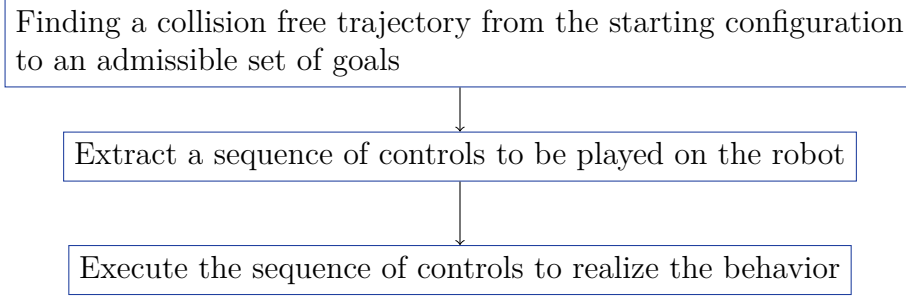 Finding a collision free trajectory from the starting configuration
to an admissible set of goals
Extract a sequence of controls to be played on the robot
Execute the sequence of controls to realize the behavior